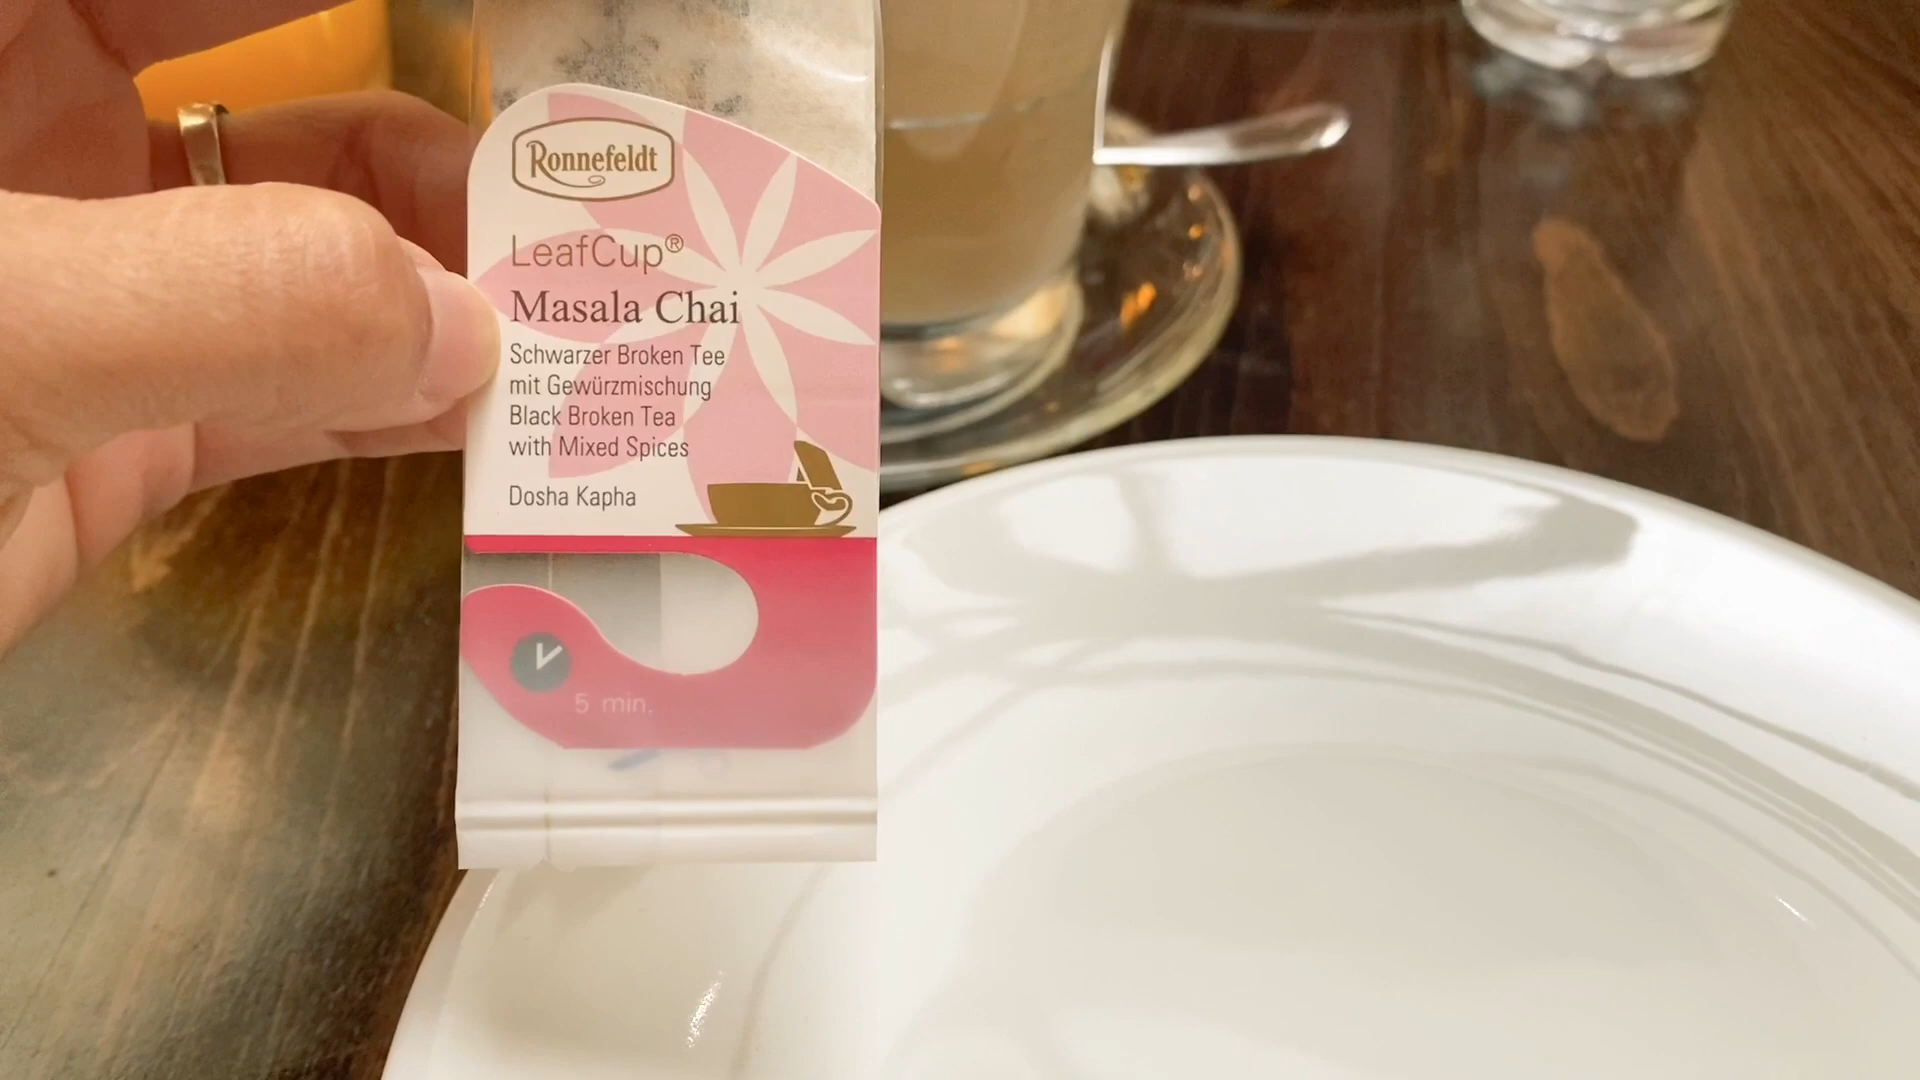 Ronnefeldt
LeafCup®
Masala Chai
Schwarzer Broken Tee
mit Gewürzmischung
Black Broken Tea
with Mixed Spices
Dosha Kapha
5 min.